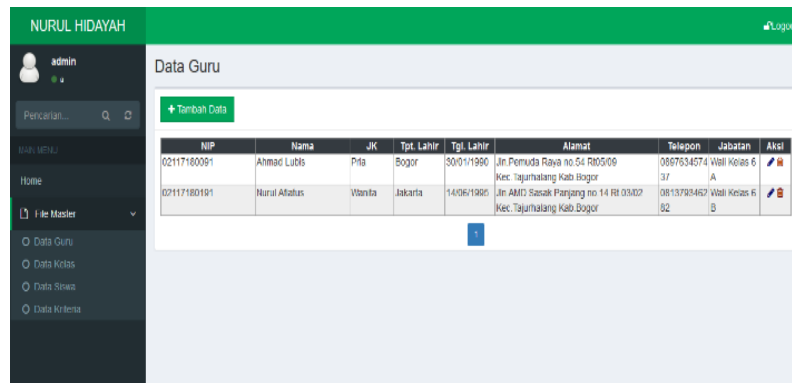 NURUL HIDAYAH
Logou
admin
Data Guru
Pencarian...
+ Tambah Data
MAIN MENU
NIP Nama JK Tpt. Lahir Tgl. Lahir Alamat Telepon Jabatan Aksi
02117180091 Ahmad Lubis Pria Bogor 30/01/1990 Jln.Pemuda Raya no.54 Rt05/09 0897634574 Wali Kelas 6
Kec.Tajurhalang Kab.Bogor 37 A
02117180191 Nurul Afiatus Wanita Jakarta 14/06/1995 Jln.AMD Sasak Panjang no 14 Rt 03/02 0813793462 Wali Kelas 6
Kec.Tajurhalang Kab.Bogor 62 B
Home
File Master
1
Data Guru
Data Kelas
Data Siswa
Data Kriteria